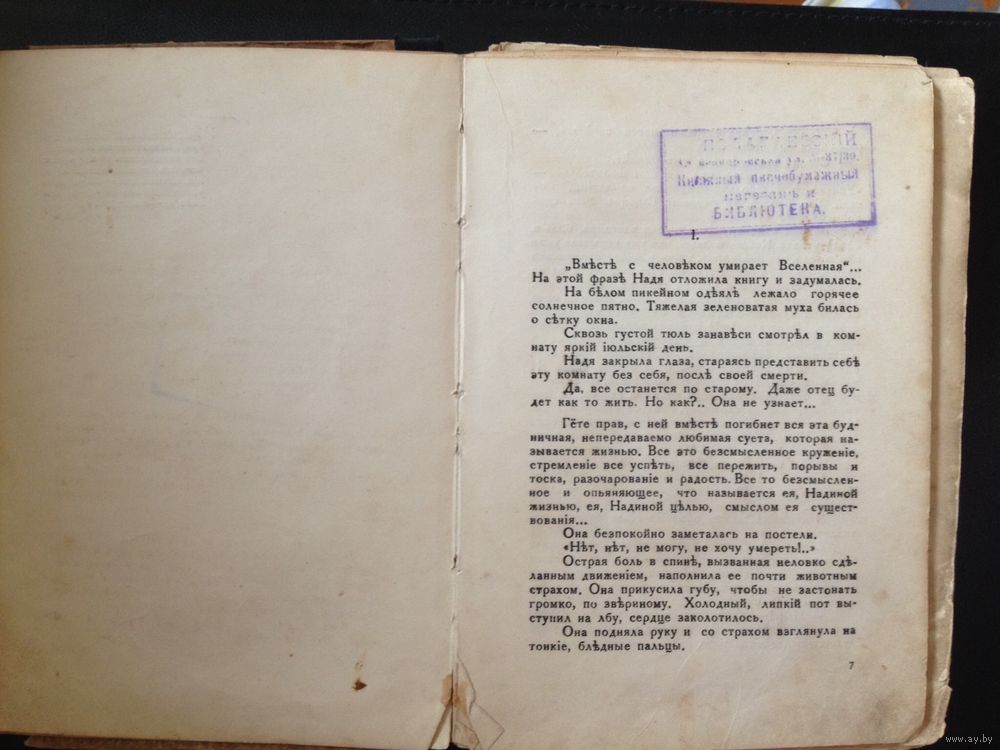 Книжный писчебумажный
магазинъ и
БИБЛІОТЕКА.
I.
„Вмѣстѣ с человѣком умирает Вселенная“...
На этой фразѣ Надя отложила книгу и задумалась.
На бѣлом пикейном одѣялѣ лежало горячее
солнечное пятно. Тяжелая зеленоватая муха билась
о сѣтку окна.
Сквозь густой тюль занавѣси смотрѣл в ком-
нату яркій іюльскій день.
Надя закрыла глаза, стараясь представить себѣ
эту комнату без себя, послѣ своей смерти.
Да, все останется по старому. Даже отец бу-
дет как то жить. Но как?.. Она не узнает...
Гёте прав, с ней вмѣстѣ погибнет вся эта буд-
ничная, непередаваемо любимая суета, которая на-
зывается жизнью. Все это безсмысленное круженіе,
стремленіе все успѣть, все пережить, порывы и
тоска, разочарованіе и радость. Все то безсмыслен-
ное и опьяняющее, что называется ея, Надиной
жизнью, ея, Надиной цѣлью, смыслом ея сущест-
вованія...
Она безпокойно заметалась на постели.
«Нѣт, нѣт, не могу, не хочу умереть!..»
Острая боль в спинѣ, вызванная неловко сдѣ-
ланным движеніем, наполнила ее почти животным
страхом. Она прикусила губу, чтобы не застонать
громко, по звѣриному. Холодный, липкій пот вы-
ступил на лбу, сердце заколотилось.
Она подняла руку и со страхом взглянула на
тонкіе, блѣдные пальцы.
7
www.ay.by